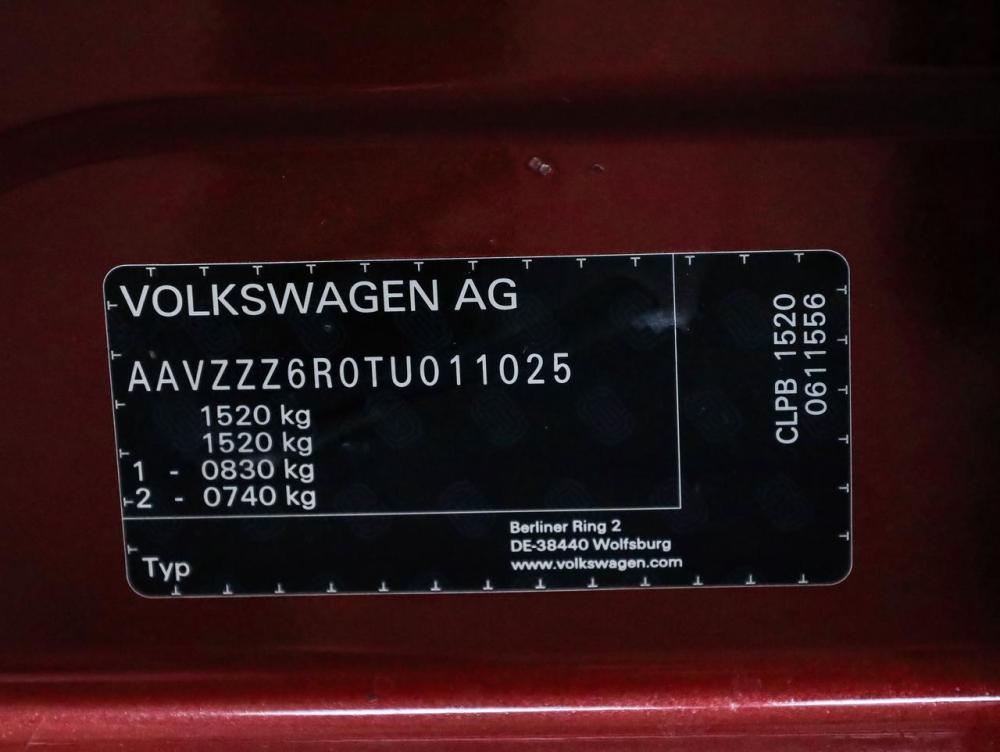 VOLKSWAGEN AG
AAVZZZ6R0TU011025
1520 kg
1520 kg
1 - 0830 kg
2 - 0740 kg
Typ
Berliner Ring 2
DE-38440 Wolfsburg
www.volkswagen.com
CLPB 1520
0611556